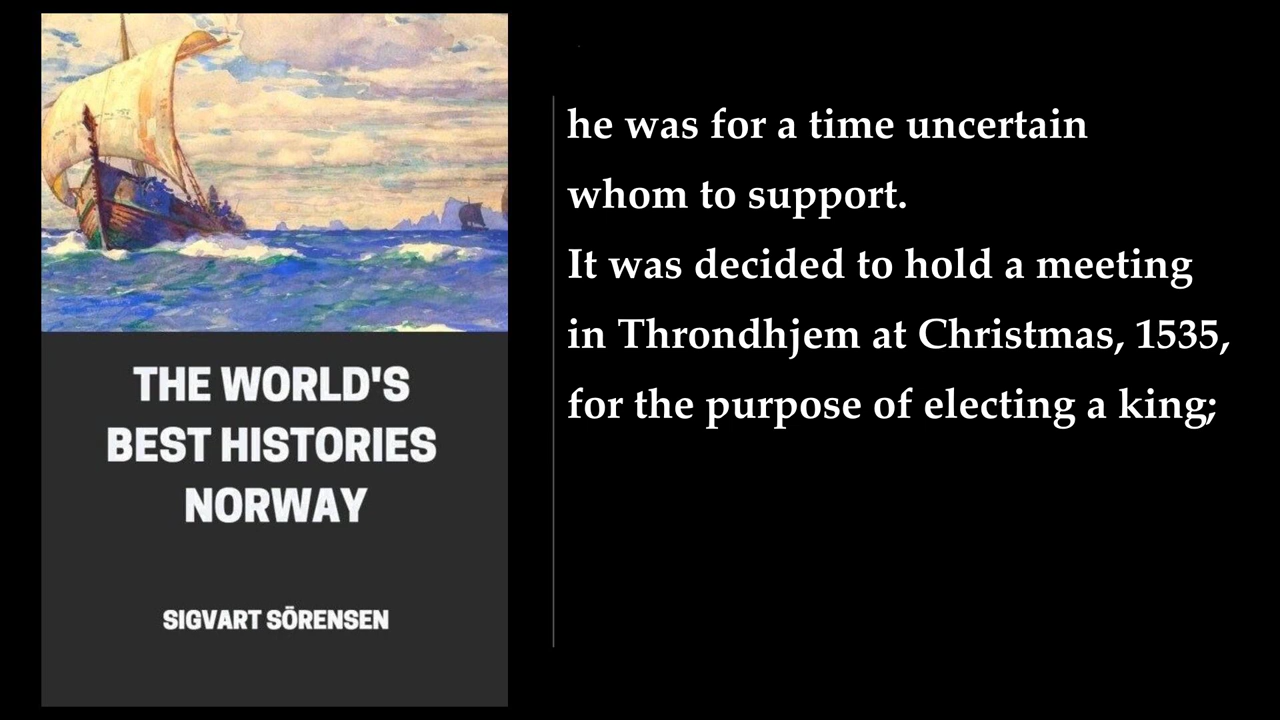 THE WORLD'S
BEST HISTORIES
NORWAY
SIGVART SÖRENSEN
he was for a time uncertain
whom to support.
It was decided to hold a meeting
in Throndhjem at Christmas, 1535,
for the purpose of electing a king;